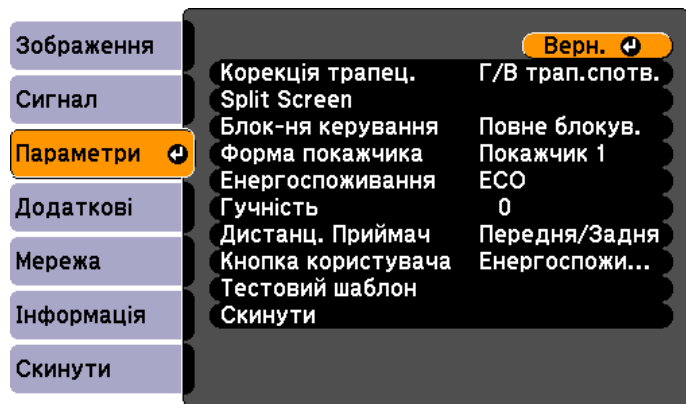 Зображення
Сигнал
Параметри
Додаткові
Мережа
Інформація
Скинути
Верн.
Корекція трапец. Г/В трап.спотв.
Split Screen
Блок-ня керування Повне блокув.
Форма покажчика Покажчик 1
Енергоспоживання ECO
Гучність 0
Дистанц. Приймач Передня/Задня
Кнопка користувача Енергоспожи...
Тестовий шаблон
Скинути